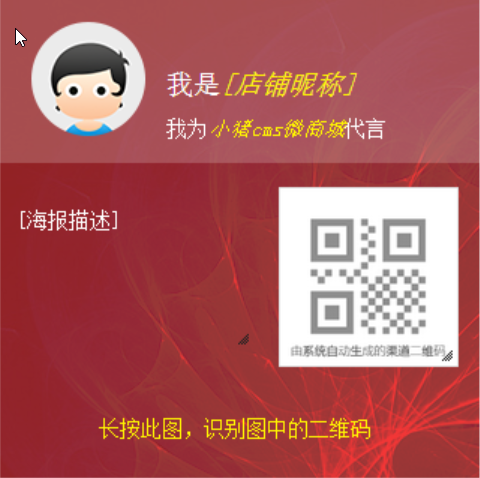 我是[店铺昵称]
我为小猪cms微商城代言
[海报描述]
由系统自动生成的渠道二维码
长按此图，识别图中的二维码